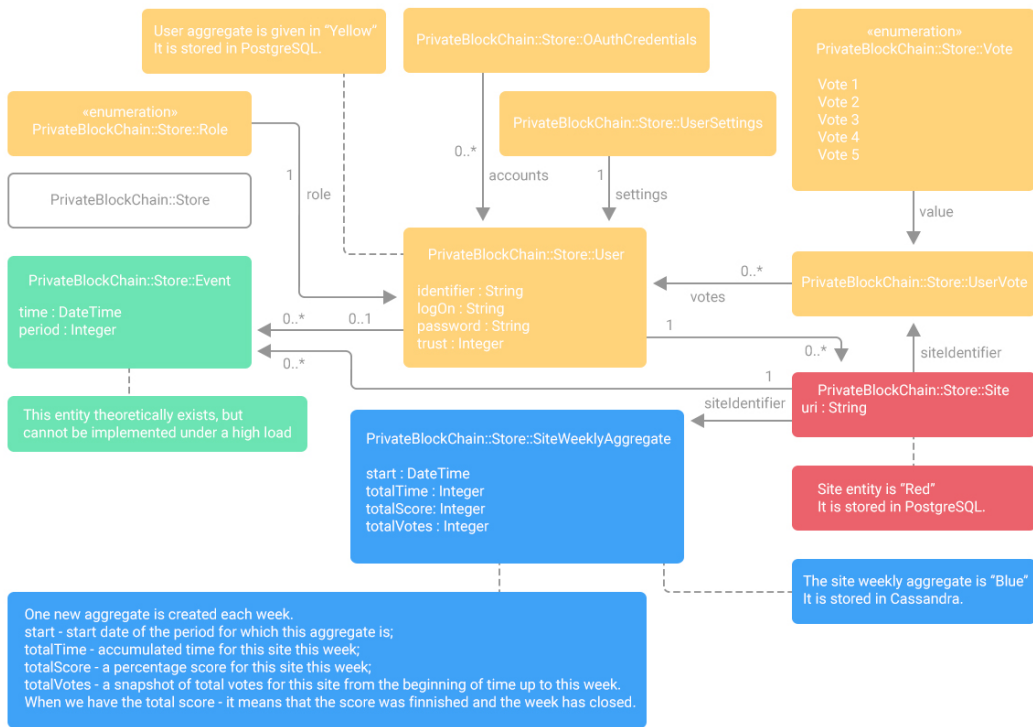 User aggregate is given in “Yellow”
It is stored in PostgreSQL.
PrivateBlockChain::Store::OAuthCredentials
«enumeration»
PrivateBlockChain::Store::Vote
Vote 1
Vote 2
Vote 3
Vote 4
Vote 5
«enumeration»
PrivateBlockChain::Store::Role
PrivateBlockChain::Store::UserSettings
0..*
accounts
1
settings
1
role
value
PrivateBlockChain::Store
PrivateBlockChain::Store::User
identifier : String
logOn : String
password : String
trust : Integer
0..*
votes
PrivateBlockChain::Store::UserVote
PrivateBlockChain::Store::Event
time : DateTime
period : Integer
0..*
0..1
0..*
1
0..*
siteIdentifier
1
siteIdentifier
PrivateBlockChain::Store::Site
uri : String
This entity theoretically exists, but
cannot be implemented under a high load
PrivateBlockChain::Store::SiteWeeklyAggregate
start : DateTime
totalTime : Integer
totalScore: Integer
totalVotes : Integer
Site entity is “Red”
It is stored in PostgreSQL.
The site weekly aggregate is “Blue”
It is stored in Cassandra.
One new aggregate is created each week.
start - start date of the period for which this aggregate is;
totalTime - accumulated time for this site this week;
totalScore - a percentage score for this site this week;
totalVotes - a snapshot of total votes for this site from the beginning of time up to this week.
When we have the total score - it means that the score was finnished and the week has closed.